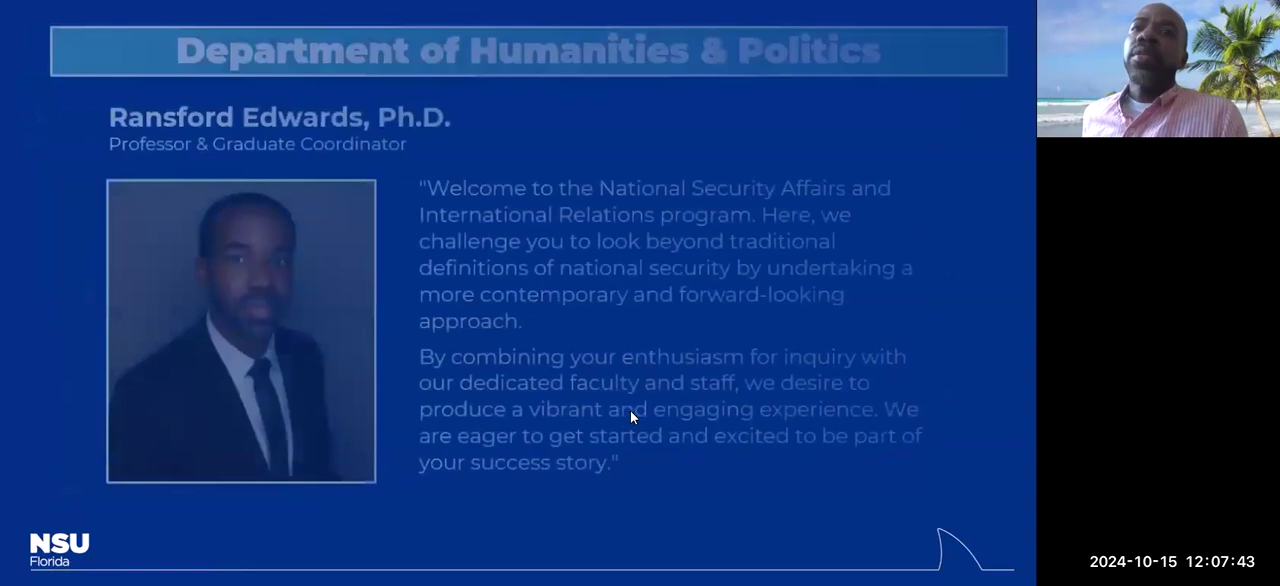 Department of Humanities & Politics
Ransford Edwards, Ph.D.
Professor & Graduate Coordinator
"Welcome to the National Security Affairs and
International Relations program. Here, we
challenge you to look beyond traditional
definitions of national security by undertaking a
more contemporary and forward-looking
approach.
By combining your enthusiasm for inquiry with
our dedicated faculty and staff, we desire to
produce a vibrant and engaging experience. We
are eager to get started and excited to be part of
your success story."
NSU
Florida
2024-10-15 12:07:43